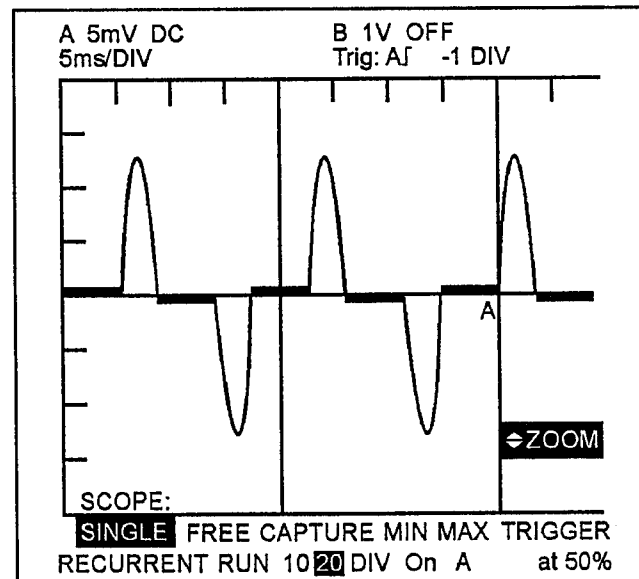 A 5mV DC B 1V OFF
5ms/DIV Trig: A∫ -1 DIV
A
ZOOM
SCOPE:
SINGLE FREE CAPTURE MIN MAX TRIGGER
RECURRENT RUN 10 20 DIV On A at 50%